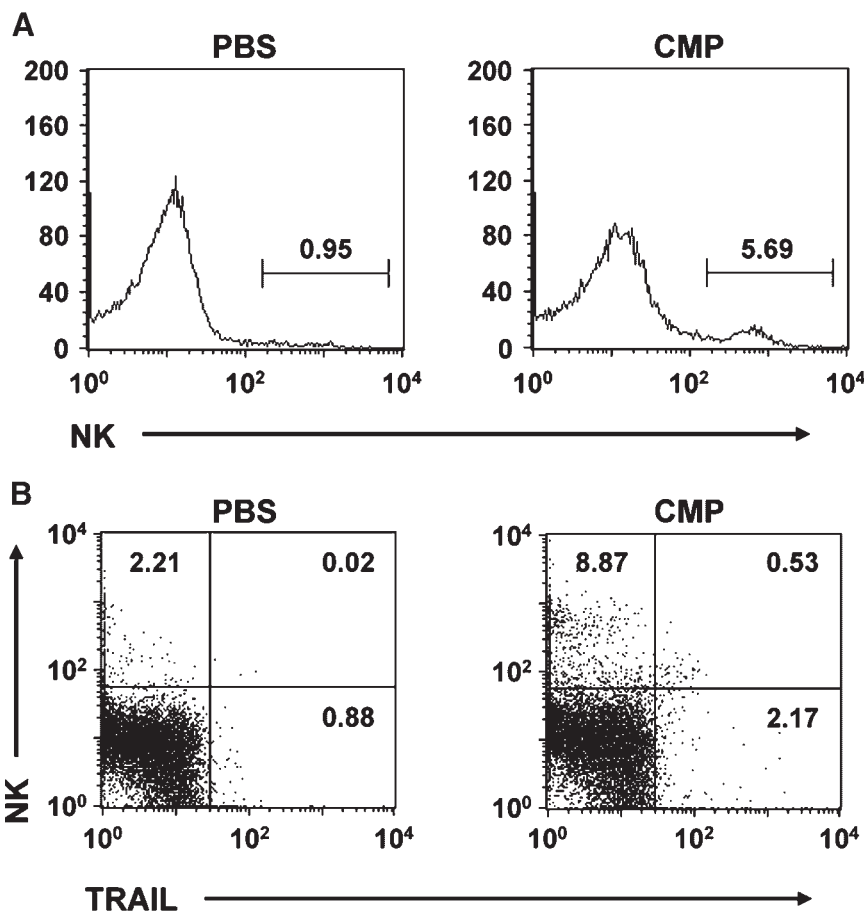 A
PBS CMP
200 200
160 160
120 120
80 80
40 40
0 0
0.95 5.69
10⁰ 10² 10⁴ 10⁰ 10² 10⁴
NK
B
PBS CMP
10⁴ 2.21 0.02 10⁴ 8.87 0.53
10² 10²
0.88 2.17
10⁰ 10⁰
NK
10⁰ 10² 10⁴ 10⁰ 10² 10⁴
TRAIL